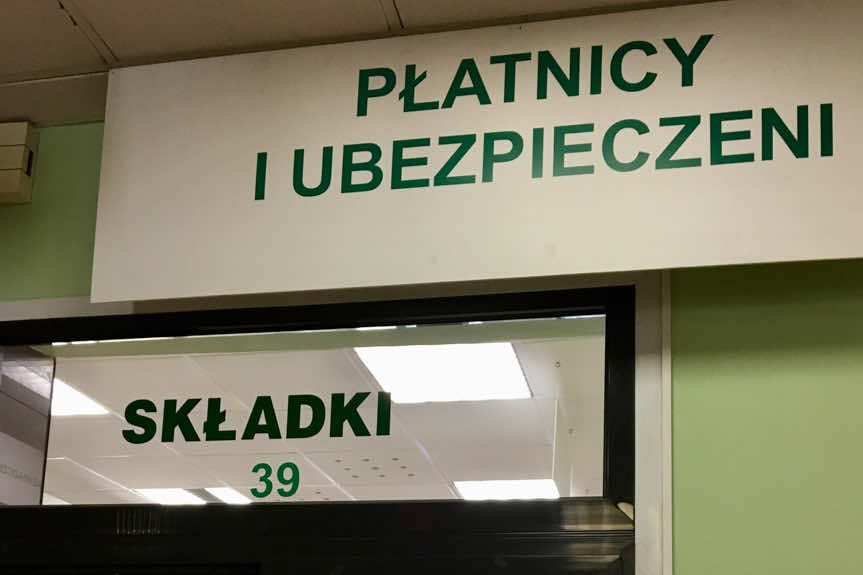 PŁATNICY
I UBEZPIECZENI
SKŁADKI
39